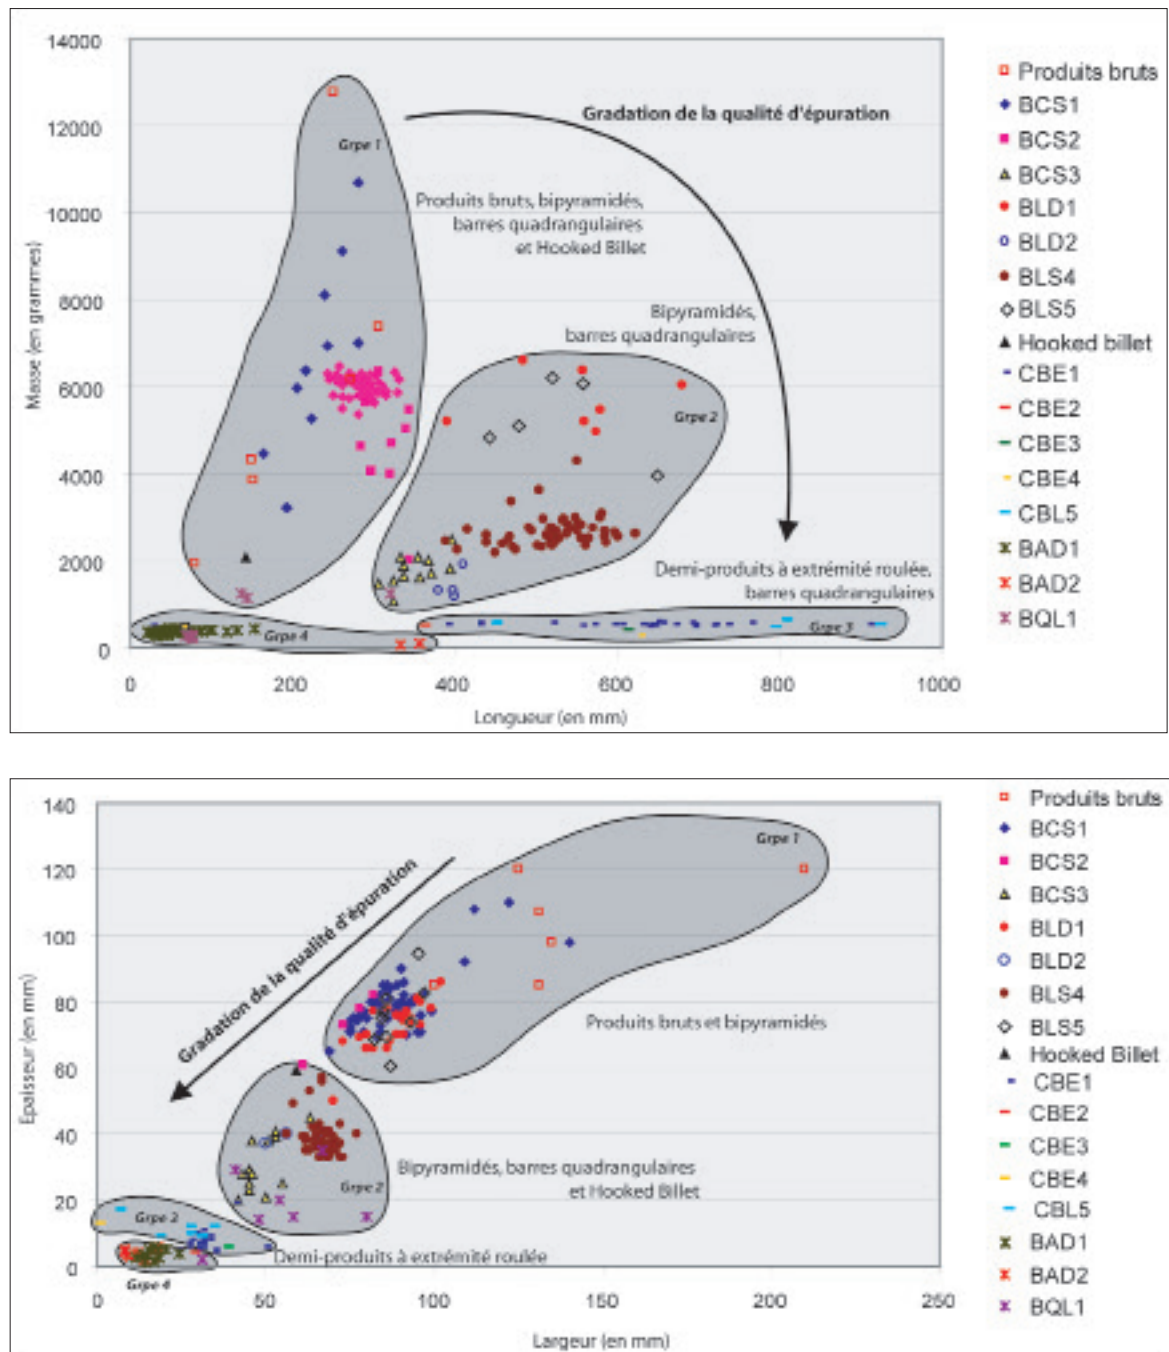 14000
12000
10000
8000
6000
4000
2000
0
Masse (en grammes)
0 200 400 600 800 1000
Longueur (en mm)
Grpe 1
Gradation de la qualité d'épuration
Produits bruts, bipyramidés,
barres quadrangulaires
et Hooked Billet
Bipyramidés,
barres quadrangulaires
Grpe 2
Demi-produits à extrémité roulée,
barres quadrangulaires
Grpe 3
Grpe 4
Produits bruts
BCS1
BCS2
BCS3
BLD1
BLD2
BLS4
BLS5
Hooked billet
CBE1
CBE2
CBE3
CBE4
CBL5
BAD1
BAD2
BQL1
140
120
100
80
60
40
20
0
Epaisseur (en mm)
0 50 100 150 200 250
Largeur (en mm)
Grpe 1
Gradation de la qualité d'épuration
Produits bruts et bipyramidés
Bipyramidés, barres quadrangulaires
et Hooked Billet
Grpe 2
Grpe 3
Demi-produits à extrémité roulée
Grpe 4
Produits bruts
BCS1
BCS2
BCS3
BLD1
BLD2
BLS4
BLS5
Hooked Billet
CBE1
CBE2
CBE3
CBE4
CBL5
BAD1
BAD2
BQL1